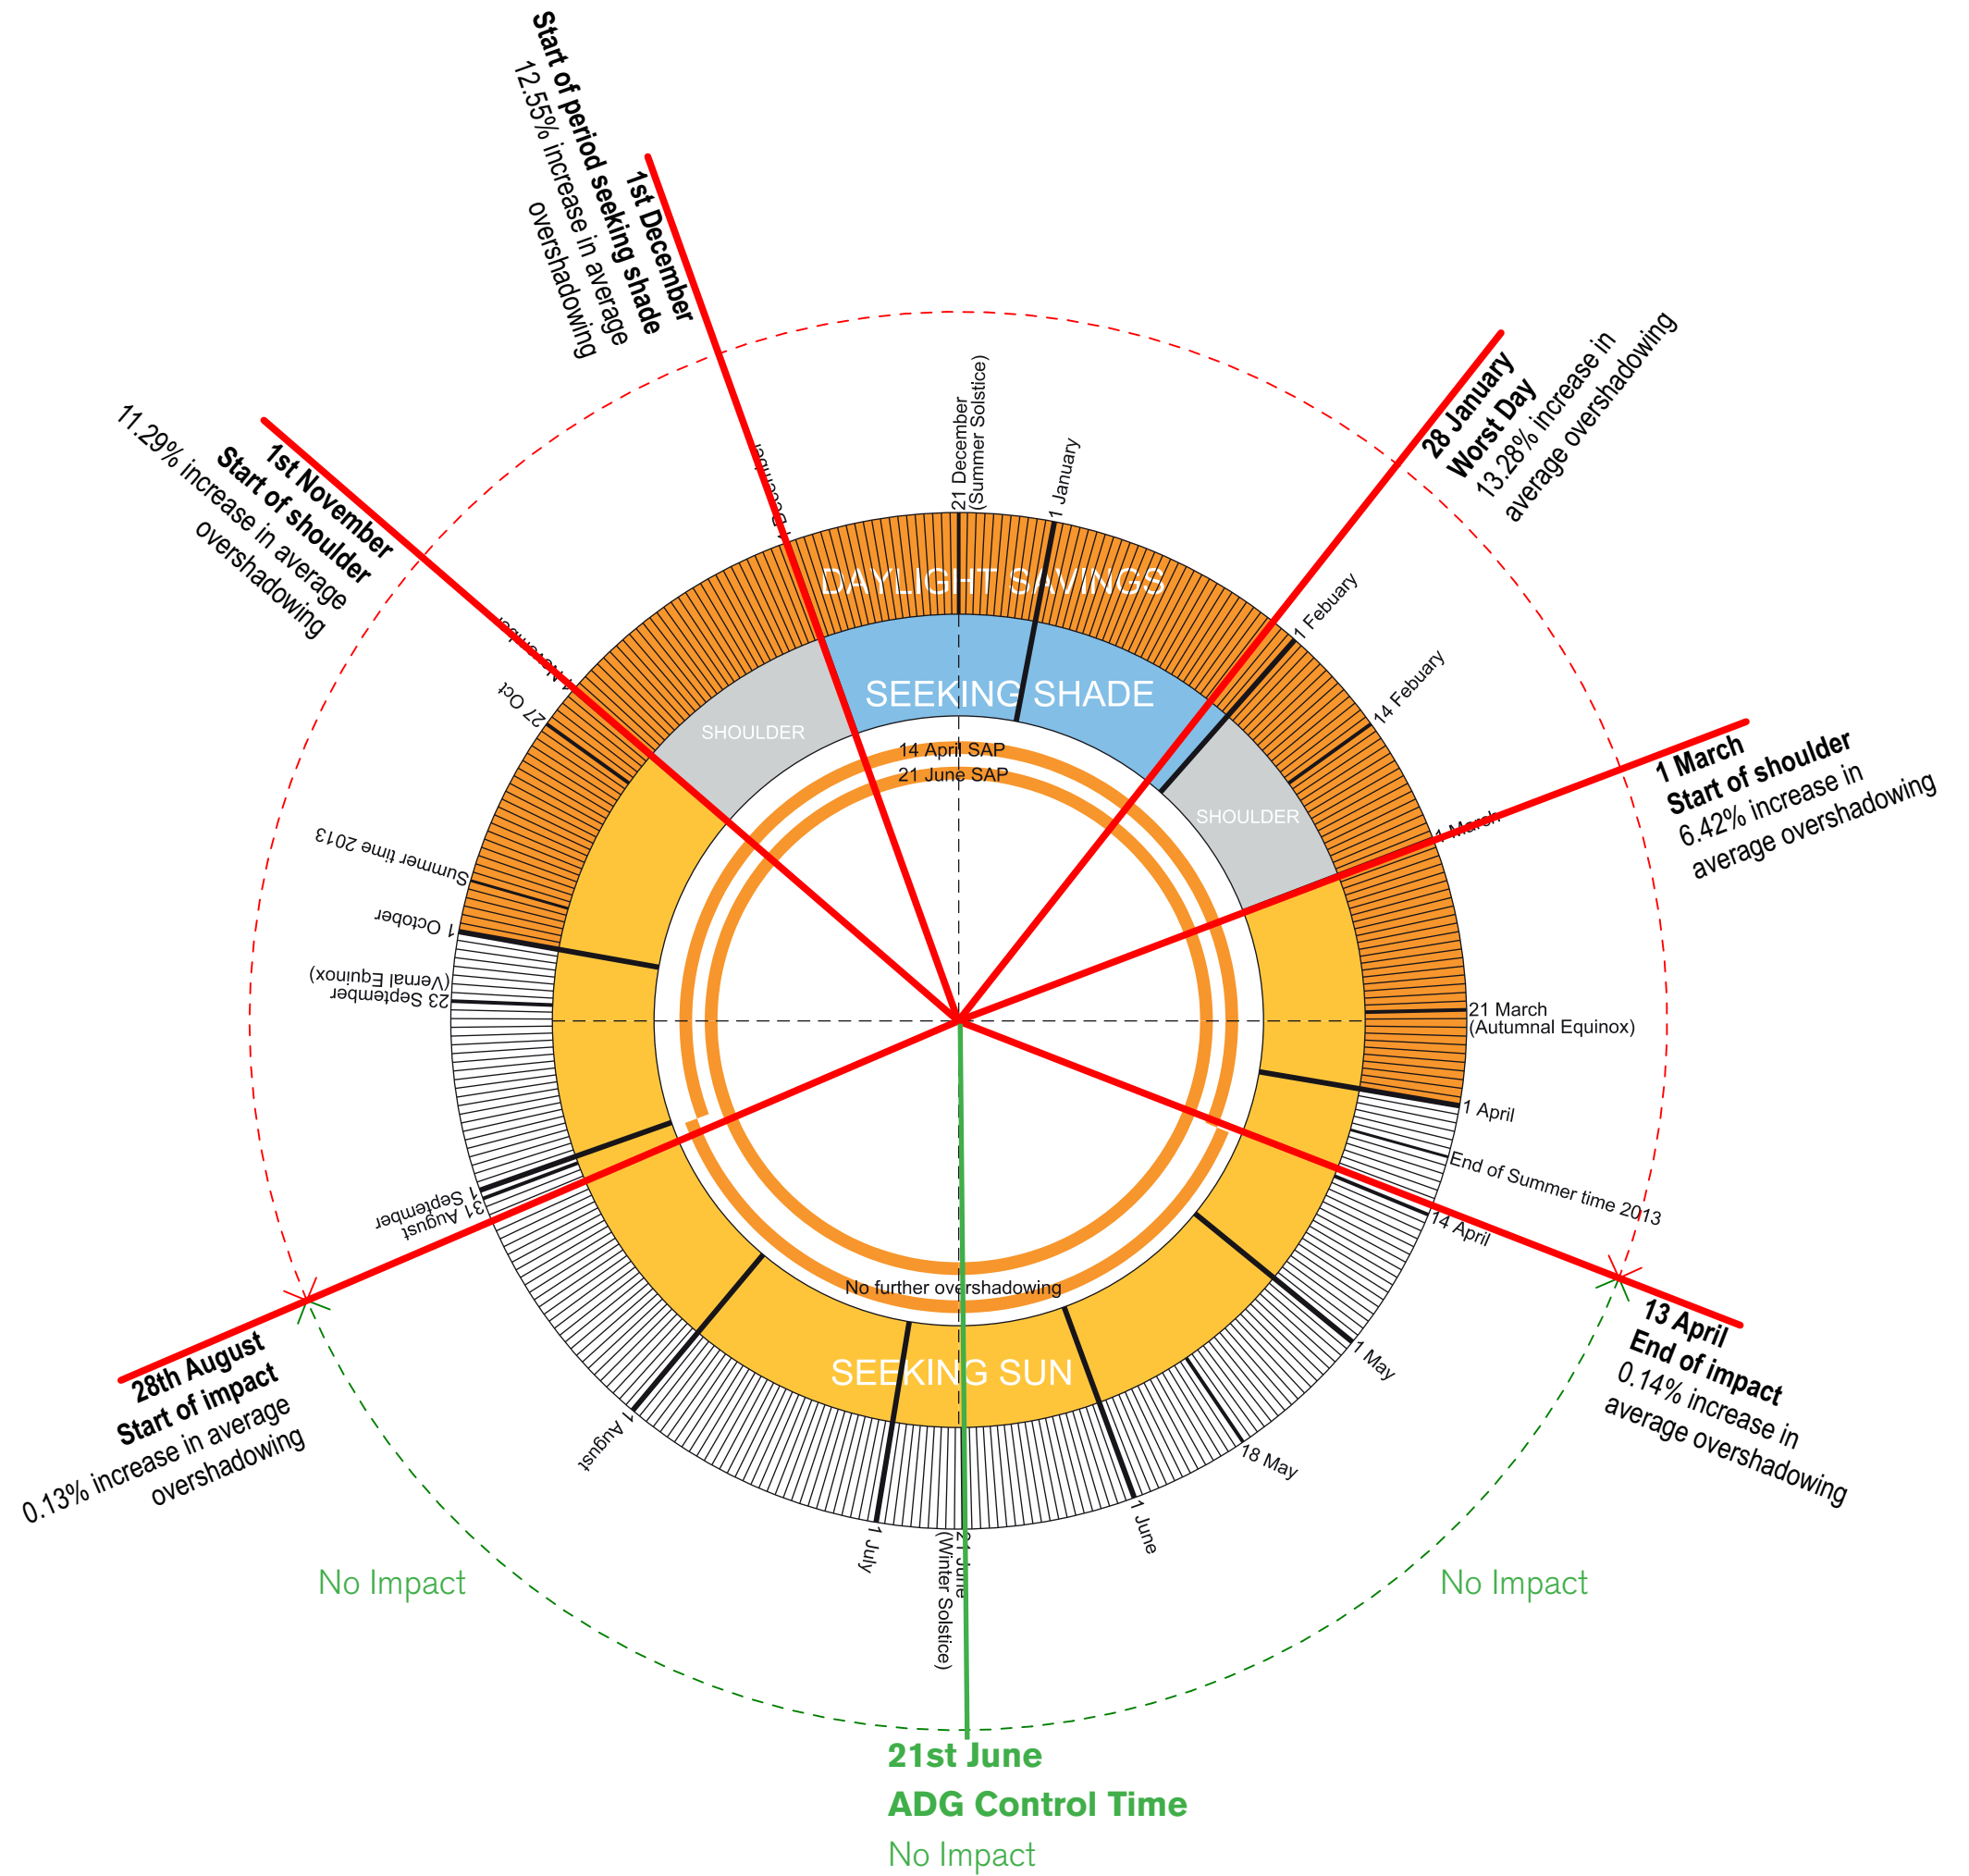 1st December
Start of period seeking shade
12.55% increase in average
overshadowing
28 January
Worst Day
13.28% increase in
average overshadowing
1st November
Start of shoulder
11.29% increase in average
overshadowing
21 December
(Summer Solstice)
1 January
1 Febuary
14 Febuary
1 March
Start of shoulder
6.42% increase in
average overshadowing
DAYLIGHT SAVINGS
SEEKING SHADE
SHOULDER
SHOULDER
27 Oct
14 April SAP
21 June SAP
1 March
Summer time 2013
1 October
23 September
(Vernal Equinox)
21 March
(Autumnal Equinox)
1 April
End of Summer time 2013
14 April
1 September
31 August
13 April
End of impact
0.14% increase in
average overshadowing
28th August
Start of impact
0.13% increase in average
overshadowing
No further overshadowing
SEEKING SUN
1 May
18 May
1 June
21 June
(Winter Solstice)
1 July
1 August
No Impact
No Impact
21st June
ADG Control Time
No Impact